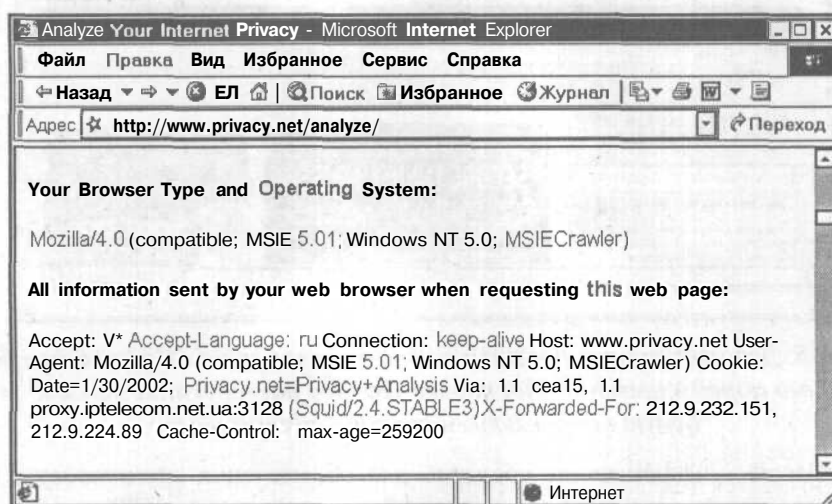 Analyze Your Internet Privacy - Microsoft Internet Explorer
Файл Правка Вид Избранное Сервис Справка
Назад ЕЛ Поиск Избранное Журнал
Адрес http://www.privacy.net/analyze/ Переход
Your Browser Type and Operating System:
Mozilla/4.0 (compatible; MSIE 5.01; Windows NT 5.0; MSIECrawler)
All information sent by your web browser when requesting this web page:
Accept: V* Accept-Language: ru Connection: keep-alive Host: www.privacy.net User-
Agent: Mozilla/4.0 (compatible; MSIE 5.01; Windows NT 5.0; MSIECrawler) Cookie:
Date=1/30/2002; Privacy.net=Privacy+Analysis Via: 1.1 cea15, 1.1
proxy.iptelecom.net.ua:3128 (Squid/2.4.STABLE3).X-Forwarded-For: 212.9.232.151,
212.9.224.89 Cache-Control: max-age=259200
Интернет